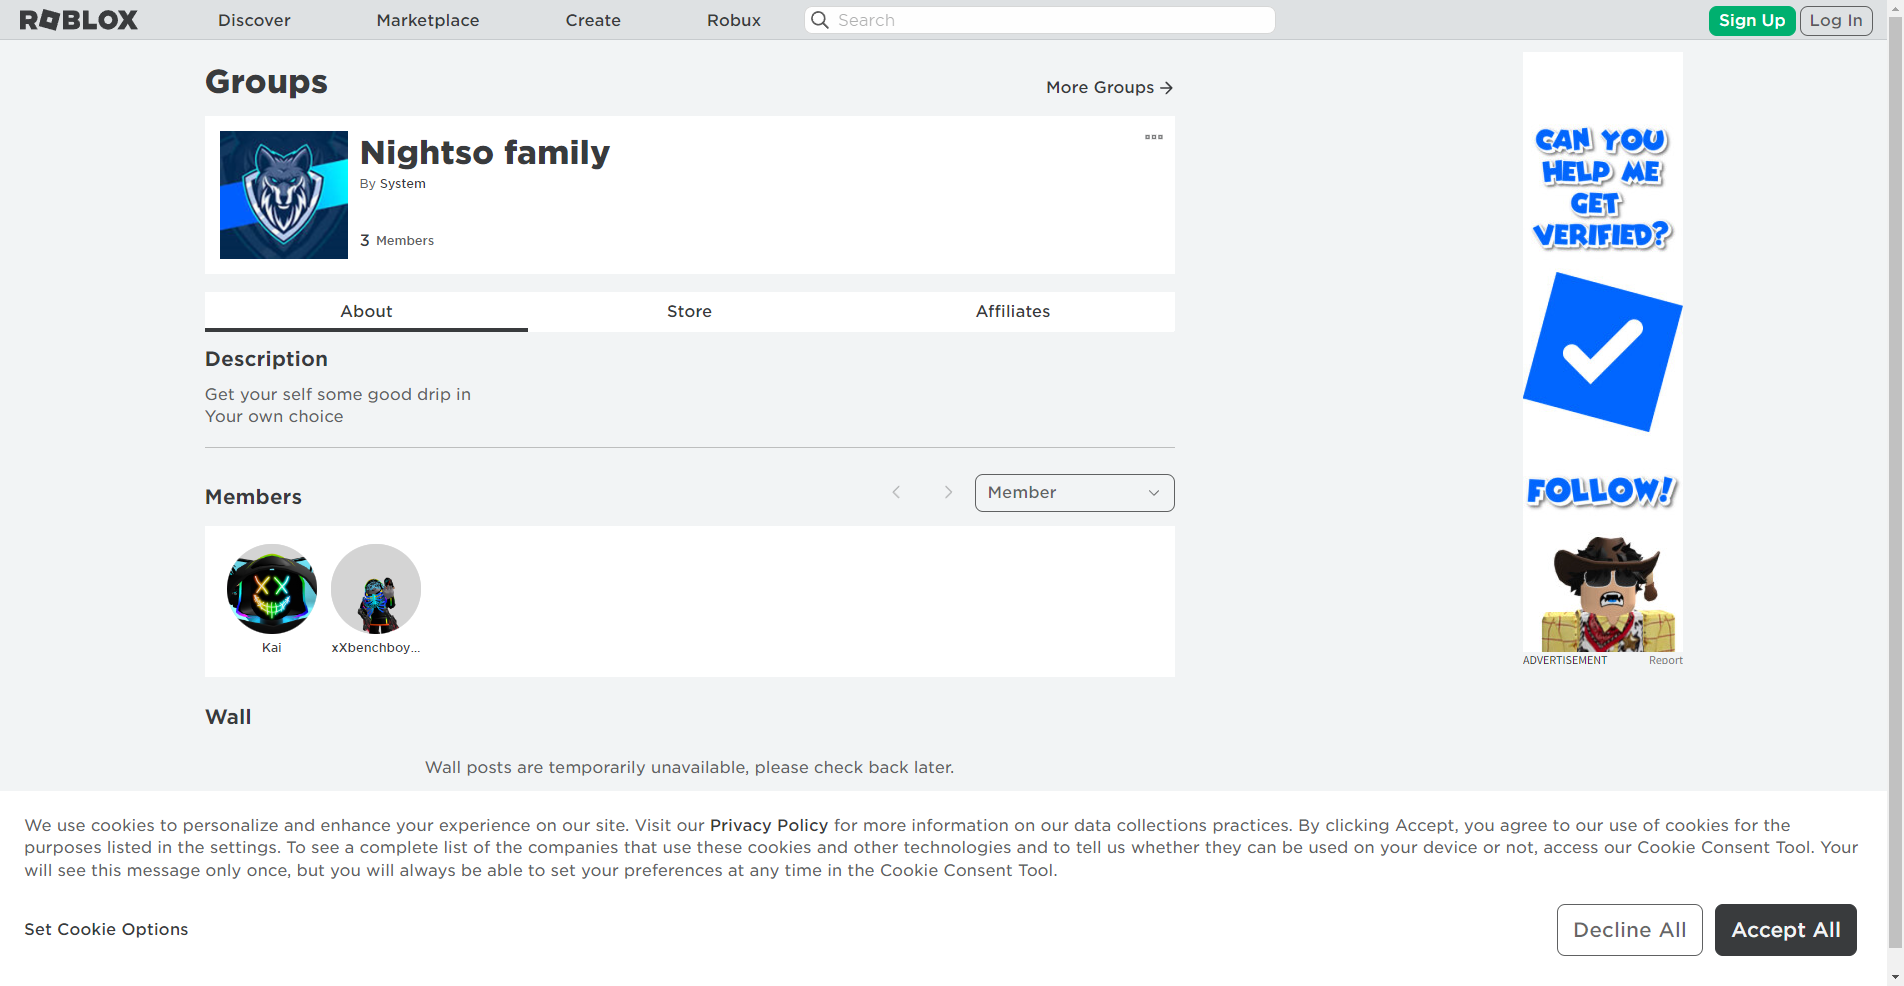 ROBLOX
Discover
Marketplace
Create
Robux
Search
Sign Up
Log In
Groups
More Groups
Nightso family
By System
3 Members
About
Store
Affiliates
Description
Get your self some good drip in
Your own choice
Members
Member
Kai
xXbenchboy...
Wall
Wall posts are temporarily unavailable, please check back later.
CAN YOU
HELP ME
GET
VERIFIED?
FOLLOW!
ADVERTISEMENT
Report
We use cookies to personalize and enhance your experience on our site. Visit our Privacy Policy for more information on our data collections practices. By clicking Accept, you agree to our use of cookies for the
purposes listed in the settings. To see a complete list of the companies that use these cookies and other technologies and to tell us whether they can be used on your device or not, access our Cookie Consent Tool. Your
will see this message only once, but you will always be able to set your preferences at any time in the Cookie Consent Tool.
Set Cookie Options
Decline All
Accept All